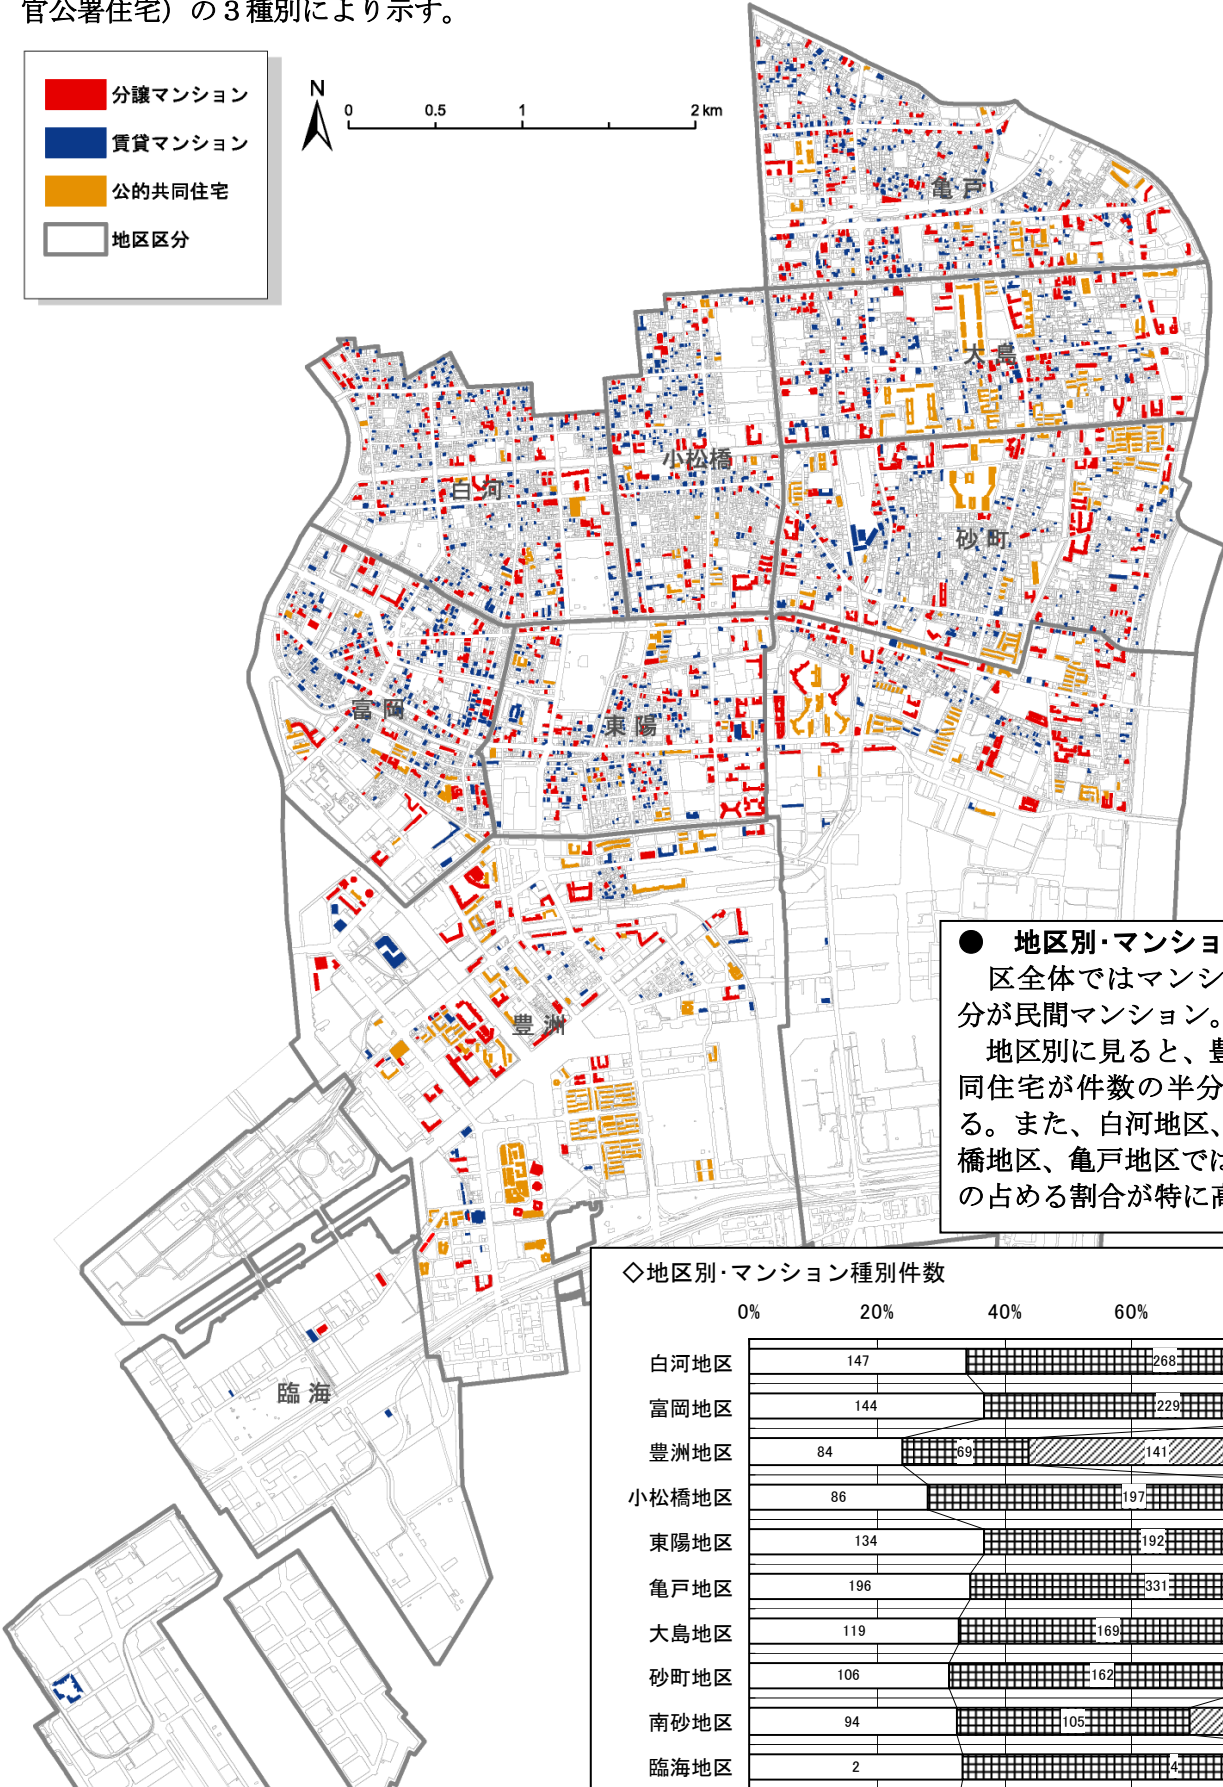 官公署住宅）の３種別により示す。
分譲マンション
賃貸マンション
公的共同住宅
地区区分
N
0 0.5 1 2 km
亀戸
大島
小松橋
白河
砂町
富岡
東陽
豊洲
臨海
● 地区別･マンショ
区全体ではマンシ
分が民間マンション。
地区別に見ると、豊
同住宅が件数の半分
る。また、白河地区、
橋地区、亀戸地区では
の占める割合が特に高
◇地区別･マンション種別件数
0% 20% 40% 60%
白河地区 147 268
富岡地区 144 229
豊洲地区 84 69 141
小松橋地区 86 197
東陽地区 134 192
亀戸地区 196 331
大島地区 119 169
砂町地区 106 162
南砂地区 94 105
臨海地区 2 4